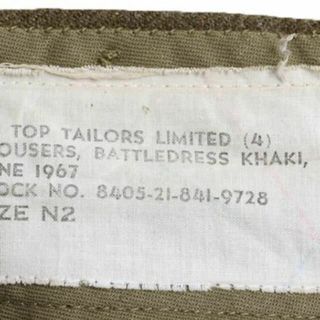 TOP TAILORS LIMITED (4)
OUSERS, BATTLEDRESS KHAKI,
NE 1967
OCK NO. 8405-21-841-9728
ZE N2